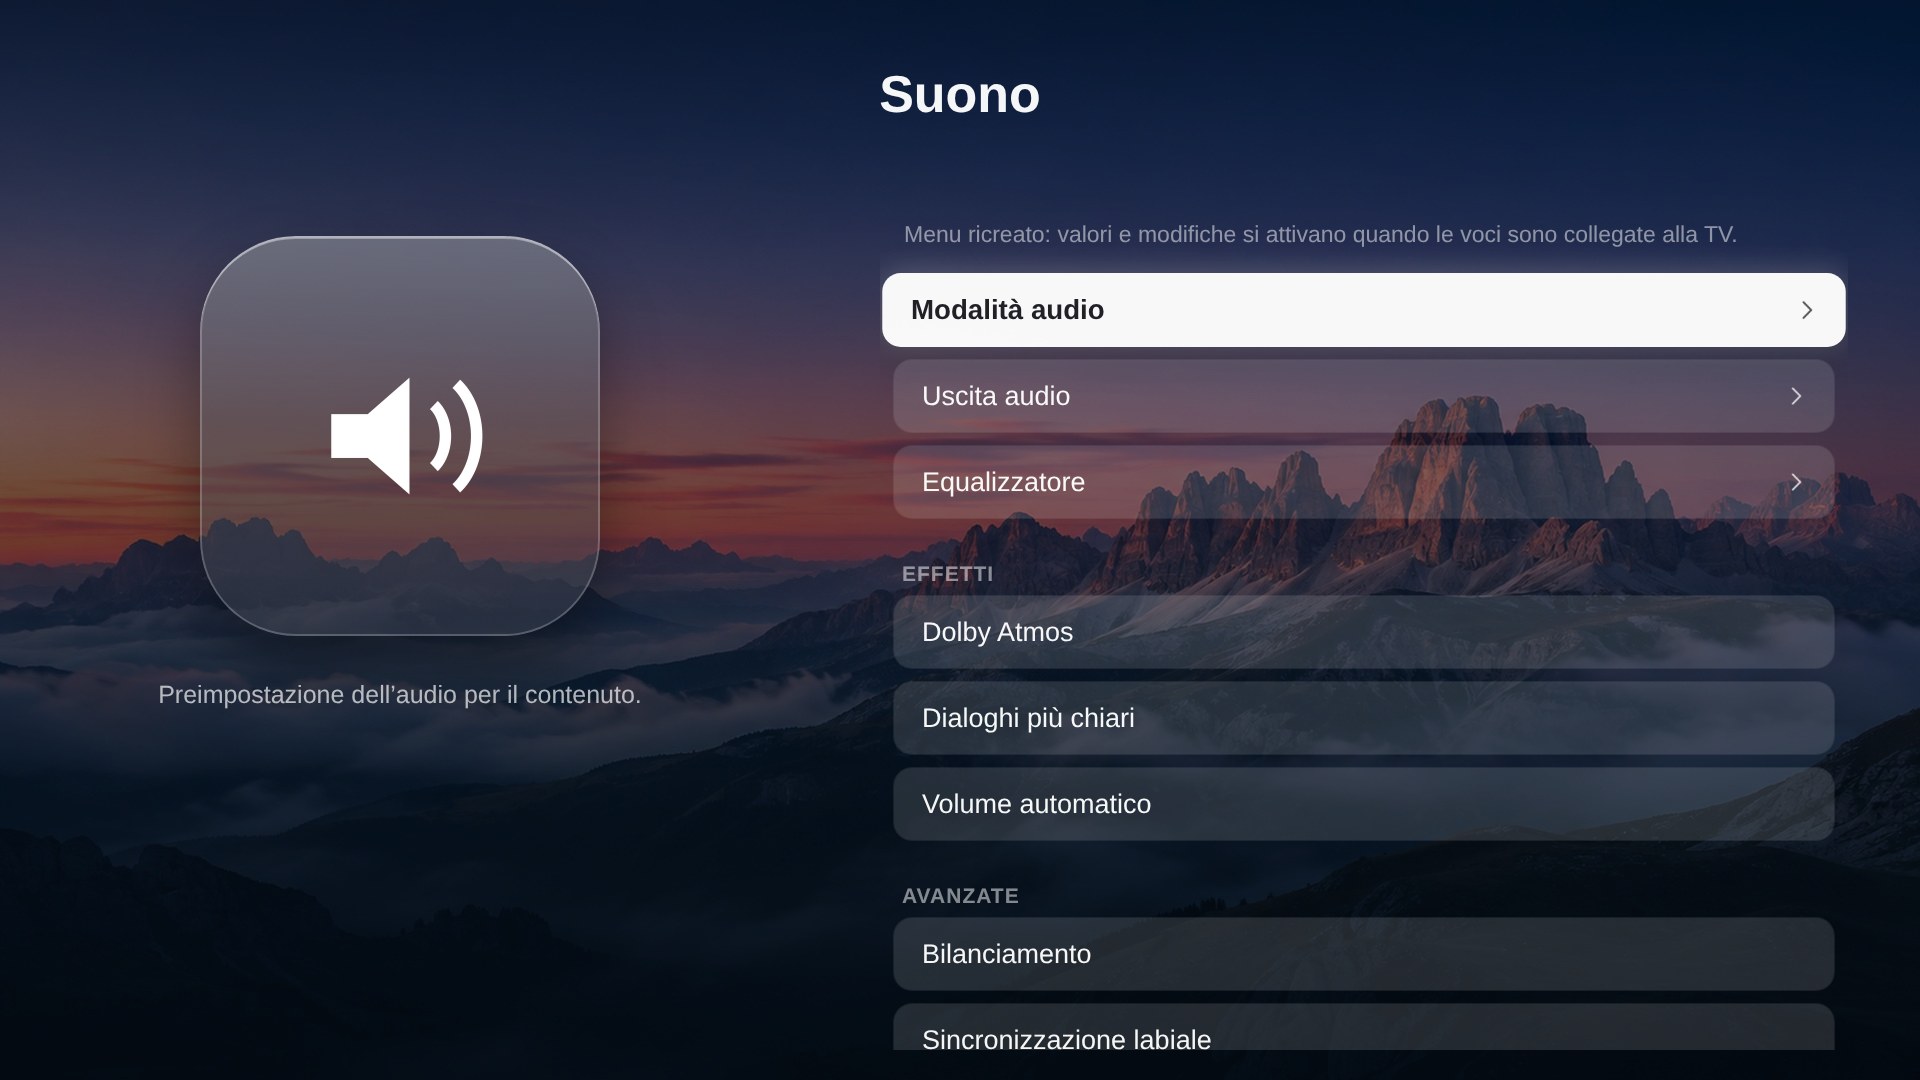 Suono
Menu ricreato: valori e modifiche si attivano quando le voci sono collegate alla TV.
Modalità audio
Uscita audio
Equalizzatore
EFFETTI
Dolby Atmos
Dialoghi più chiari
Volume automatico
AVANZATE
Bilanciamento
Sincronizzazione labiale
Preimpostazione dell’audio per il contenuto.